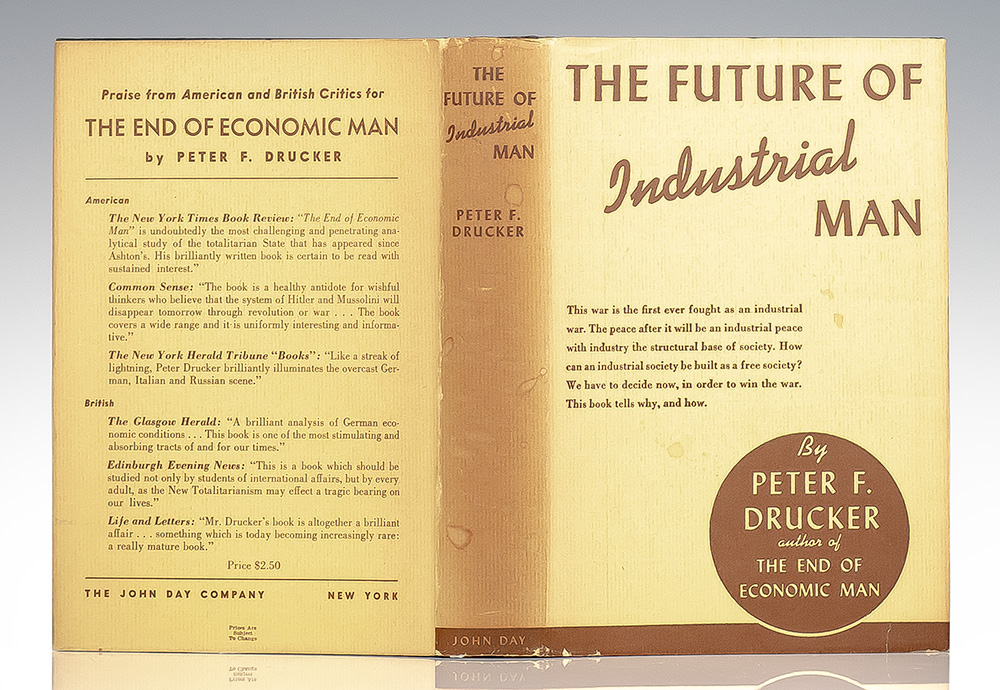 Praise from American and British Critics for
THE END OF ECONOMIC MAN
by PETER F. DRUCKER
American
The New York Times Book Review: "The End of Economic
Man" is undoubtedly the most challenging and penetrating ana-
lytical study of the totalitarian State that has appeared since
Ashton's. His brilliantly written book is certain to be read with
sustained interest."
Common Sense: "The book is a healthy antidote for wishful
thinkers who believe that the system of Hitler and Mussolini will
disappear tomorrow through revolution or war . . . The book
covers a wide range and it is uniformly interesting and informa-
tive."
The New York Herald Tribune "Books": "Like a streak of
lightning, Peter Drucker brilliantly illuminates the overcast Ger-
man, Italian and Russian scene."
British
The Glasgow Herald: "A brilliant analysis of German eco-
nomic conditions . . . This book is one of the most stimulating and
absorbing tracts of and for our times."
Edinburgh Evening News: "This is a book which should be
studied not only by students of international affairs, but by every
adult, as the New Totalitarianism may effect a tragic bearing on
our lives."
Life and Letters: "Mr. Drucker's book is altogether a brilliant
affair . . . something which is today becoming increasingly rare:
a really mature book."
Price $2.50
THE JOHN DAY COMPANY NEW YORK
Prices Are
Subject
To Change
THE
FUTURE OF
Industrial
MAN
PETER F.
DRUCKER
JOHN DAY
THE FUTURE OF
Industrial
MAN
This war is the first ever fought as an industrial
war. The peace after it will be an industrial peace
with industry the structural base of society. How
can an industrial society be built as a free society?
We have to decide now, in order to win the war.
This book tells why, and how.
By
PETER F.
DRUCKER
author of
THE END OF
ECONOMIC MAN